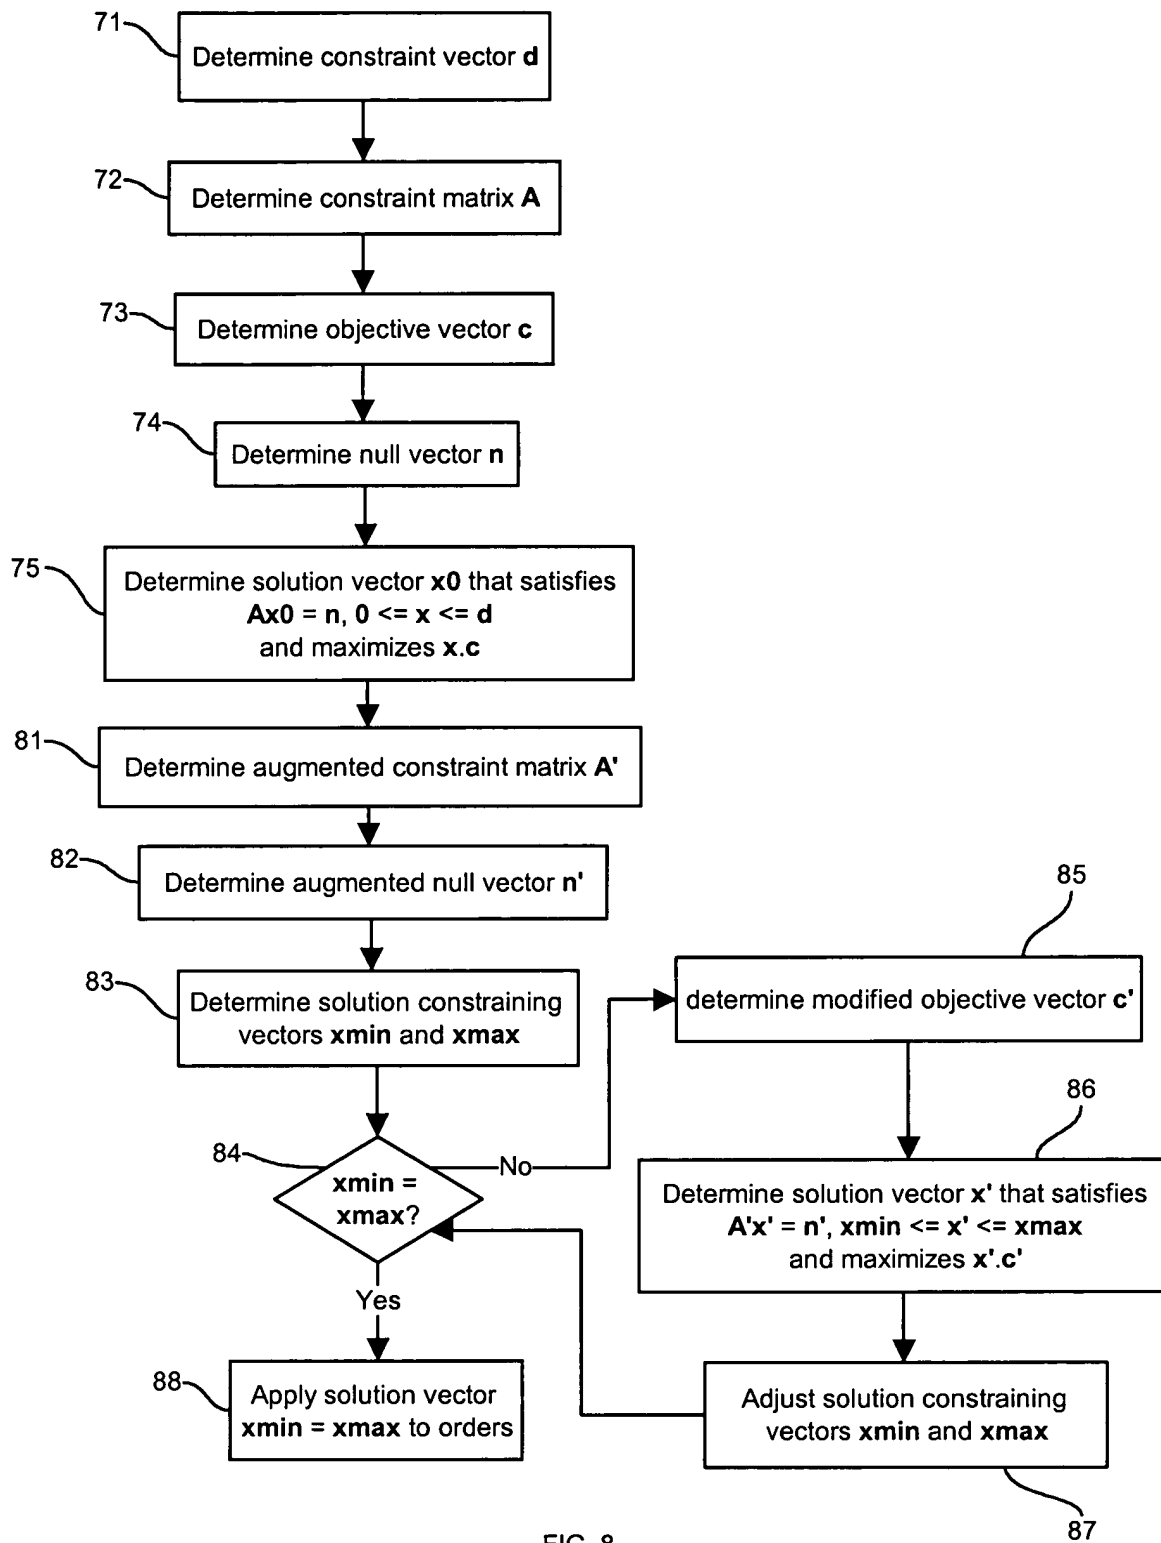 71
Determine constraint vector d
72
Determine constraint matrix A
73
Determine objective vector c
74
Determine null vector n
75
Determine solution vector x0 that satisfies
Ax0 = n, 0 <= x <= d
and maximizes x.c
81
Determine augmented constraint matrix A'
82
Determine augmented null vector n'
83
Determine solution constraining
vectors xmin and xmax
84
xmin =
xmax?
No
Yes
85
determine modified objective vector c'
86
Determine solution vector x' that satisfies
A'x' = n', xmin <= x' <= xmax
and maximizes x'.c'
Adjust solution constraining
vectors xmin and xmax
87
88
Apply solution vector
xmin = xmax to orders
FIG. 8